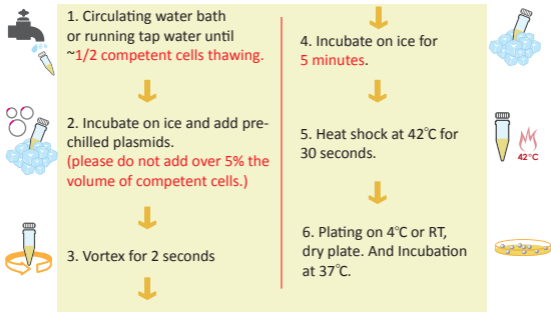 1. Circulating water bath
or running tap water until
~1/2 competent cells thawing.
2. Incubate on ice and add pre-
chilled plasmids.
(please do not add over 5% the
volume of competent cells.)
3. Vortex for 2 seconds
4. Incubate on ice for
5 minutes.
5. Heat shock at 42℃ for
30 seconds.
42℃
6. Plating on 4℃ or RT,
dry plate. And Incubation
at 37℃.